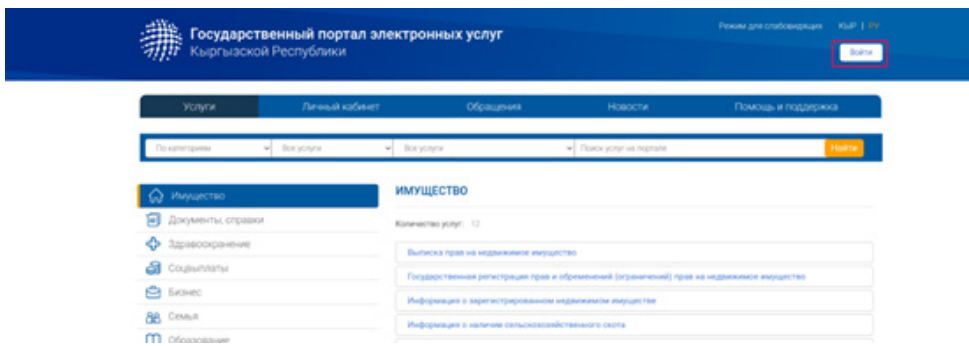 Государственный портал электронных услуг
Кыргызской Республики
Режим для слабовидящих КЫР | РУ
Войти
Услуги Личный кабинет Обращения Новости Помощь и поддержка
По категориям Все услуги Все услуги Поиск услуг на портале Найти
Имущество
Документы, справки
Здравоохранение
Соцвыплаты
Бизнес
Семья
Образование
ИМУЩЕСТВО
Количество услуг: 12
Выписка прав на недвижимое имущество
Государственная регистрация прав и обременений (ограничений) прав на недвижимое имущество
Информация о зарегистрированном недвижимом имуществе
Информация о наличии сельскохозяйственного скота